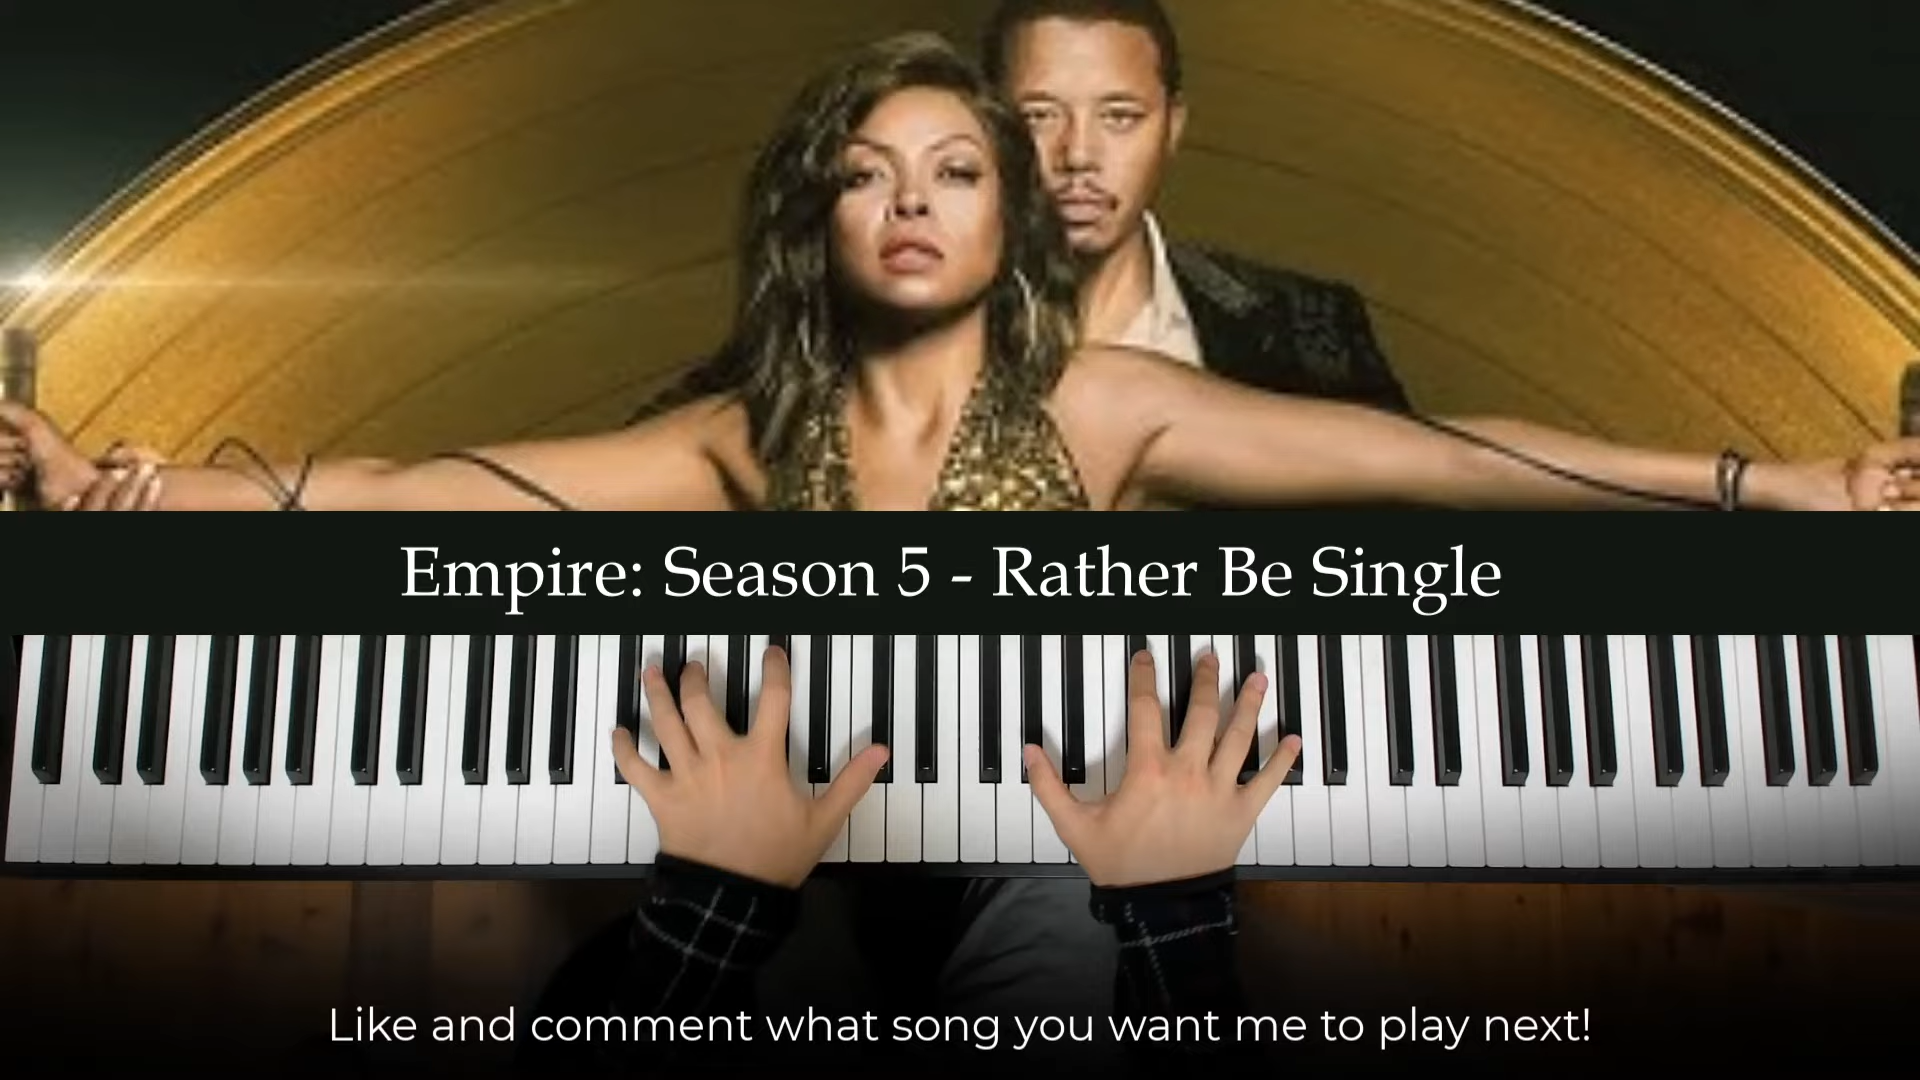 Empire: Season 5 - Rather Be Single
Like and comment what song you want me to play next!